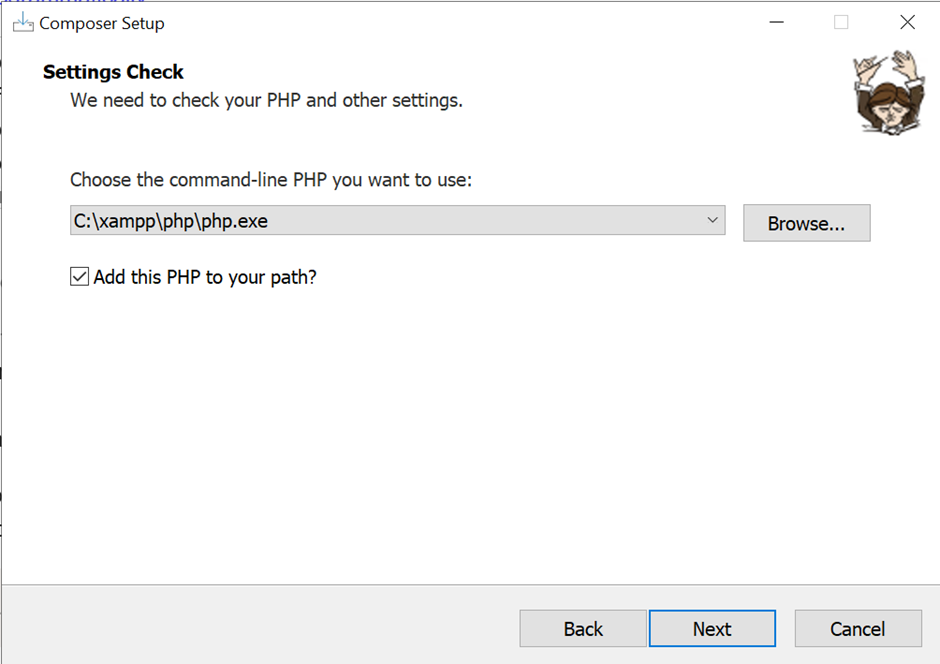 Composer Setup
Settings Check
We need to check your PHP and other settings.
Choose the command-line PHP you want to use:
C:\xampp\php\php.exe
Browse...
Add this PHP to your path?
Back
Next
Cancel